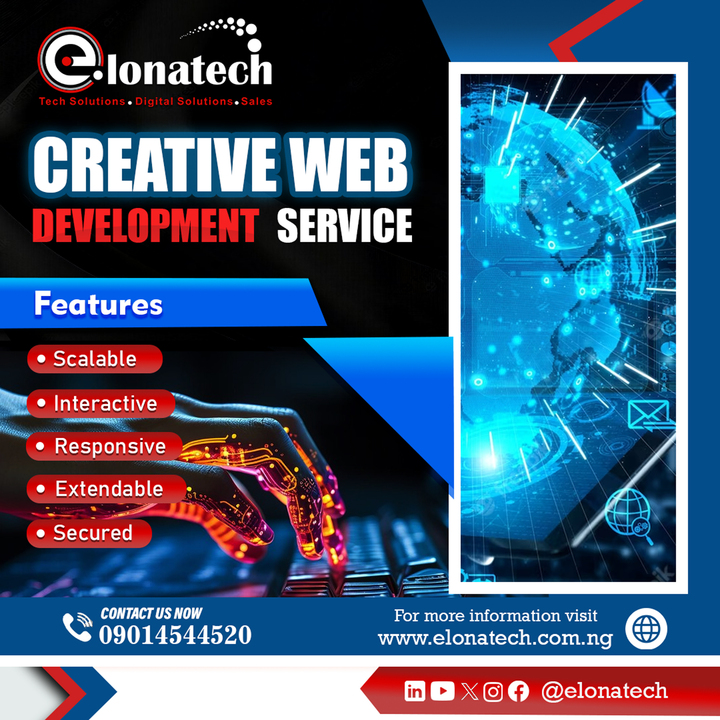 e.lonatech
Tech Solutions • Digital Solutions • Sales
CREATIVE WEB
DEVELOPMENT SERVICE
Features
• Scalable
• Interactive
• Responsive
• Extendable
• Secured
CONTACT US NOW
09014544520
For more information visit
www.elonatech.com.ng
@elonatech